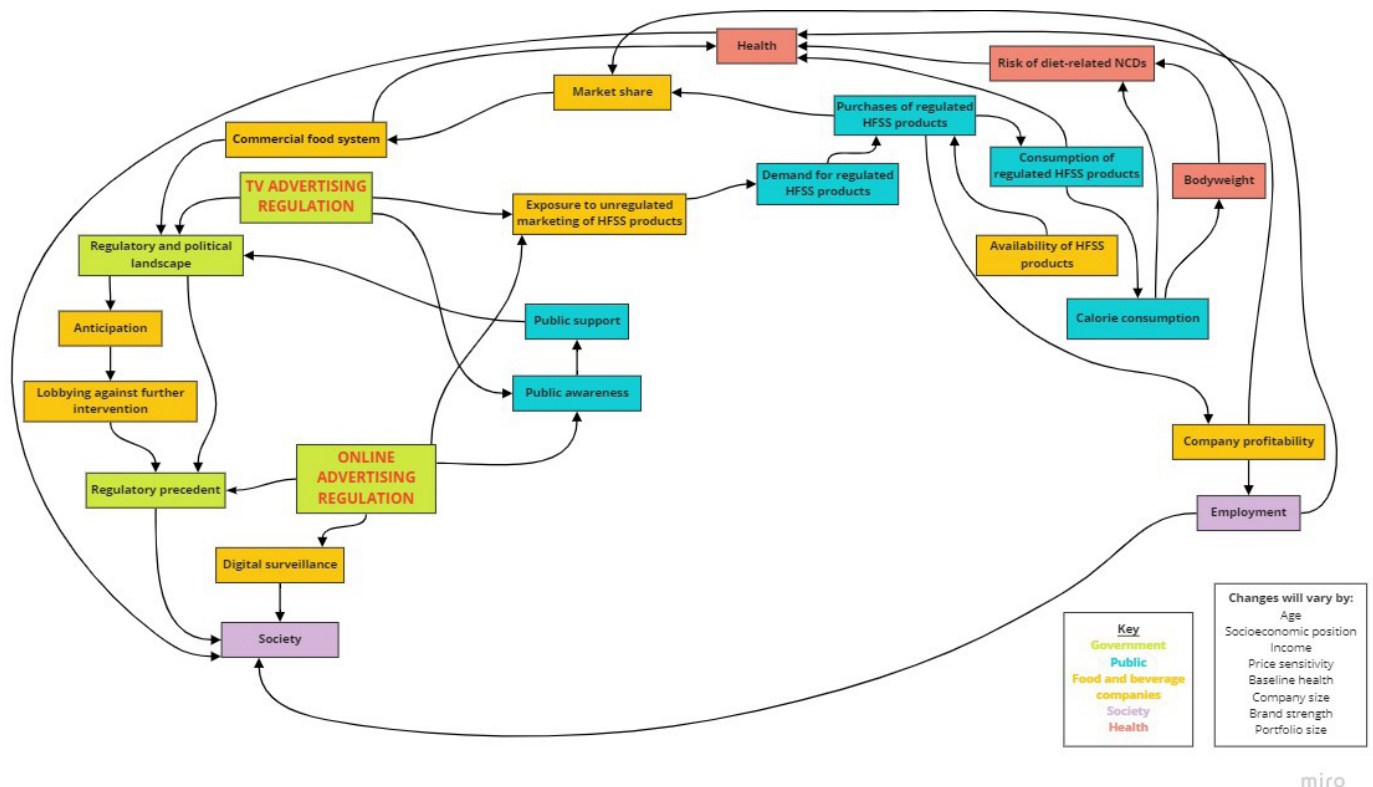 Health
Risk of diet-related NCDs
Market share
Purchases of regulated
HFSS products
Commercial food system
Consumption of
regulated HFSS products
Demand for regulated
HFSS products
Bodyweight
TV ADVERTISING
REGULATION
Exposure to unregulated
marketing of HFSS products
Regulatory and political
landscape
Availability of HFSS
products
Public support
Calorie consumption
Anticipation
Lobbying against further
intervention
Public awareness
Company profitability
ONLINE
ADVERTISING
REGULATION
Regulatory precedent
Employment
Digital surveillance
Society
Key
Government
Public
Food and beverage
companies
Society
Health
Changes will vary by:
Age
Socioeconomic position
Income
Price sensitivity
Baseline health
Company size
Brand strength
Portfolio size
miro